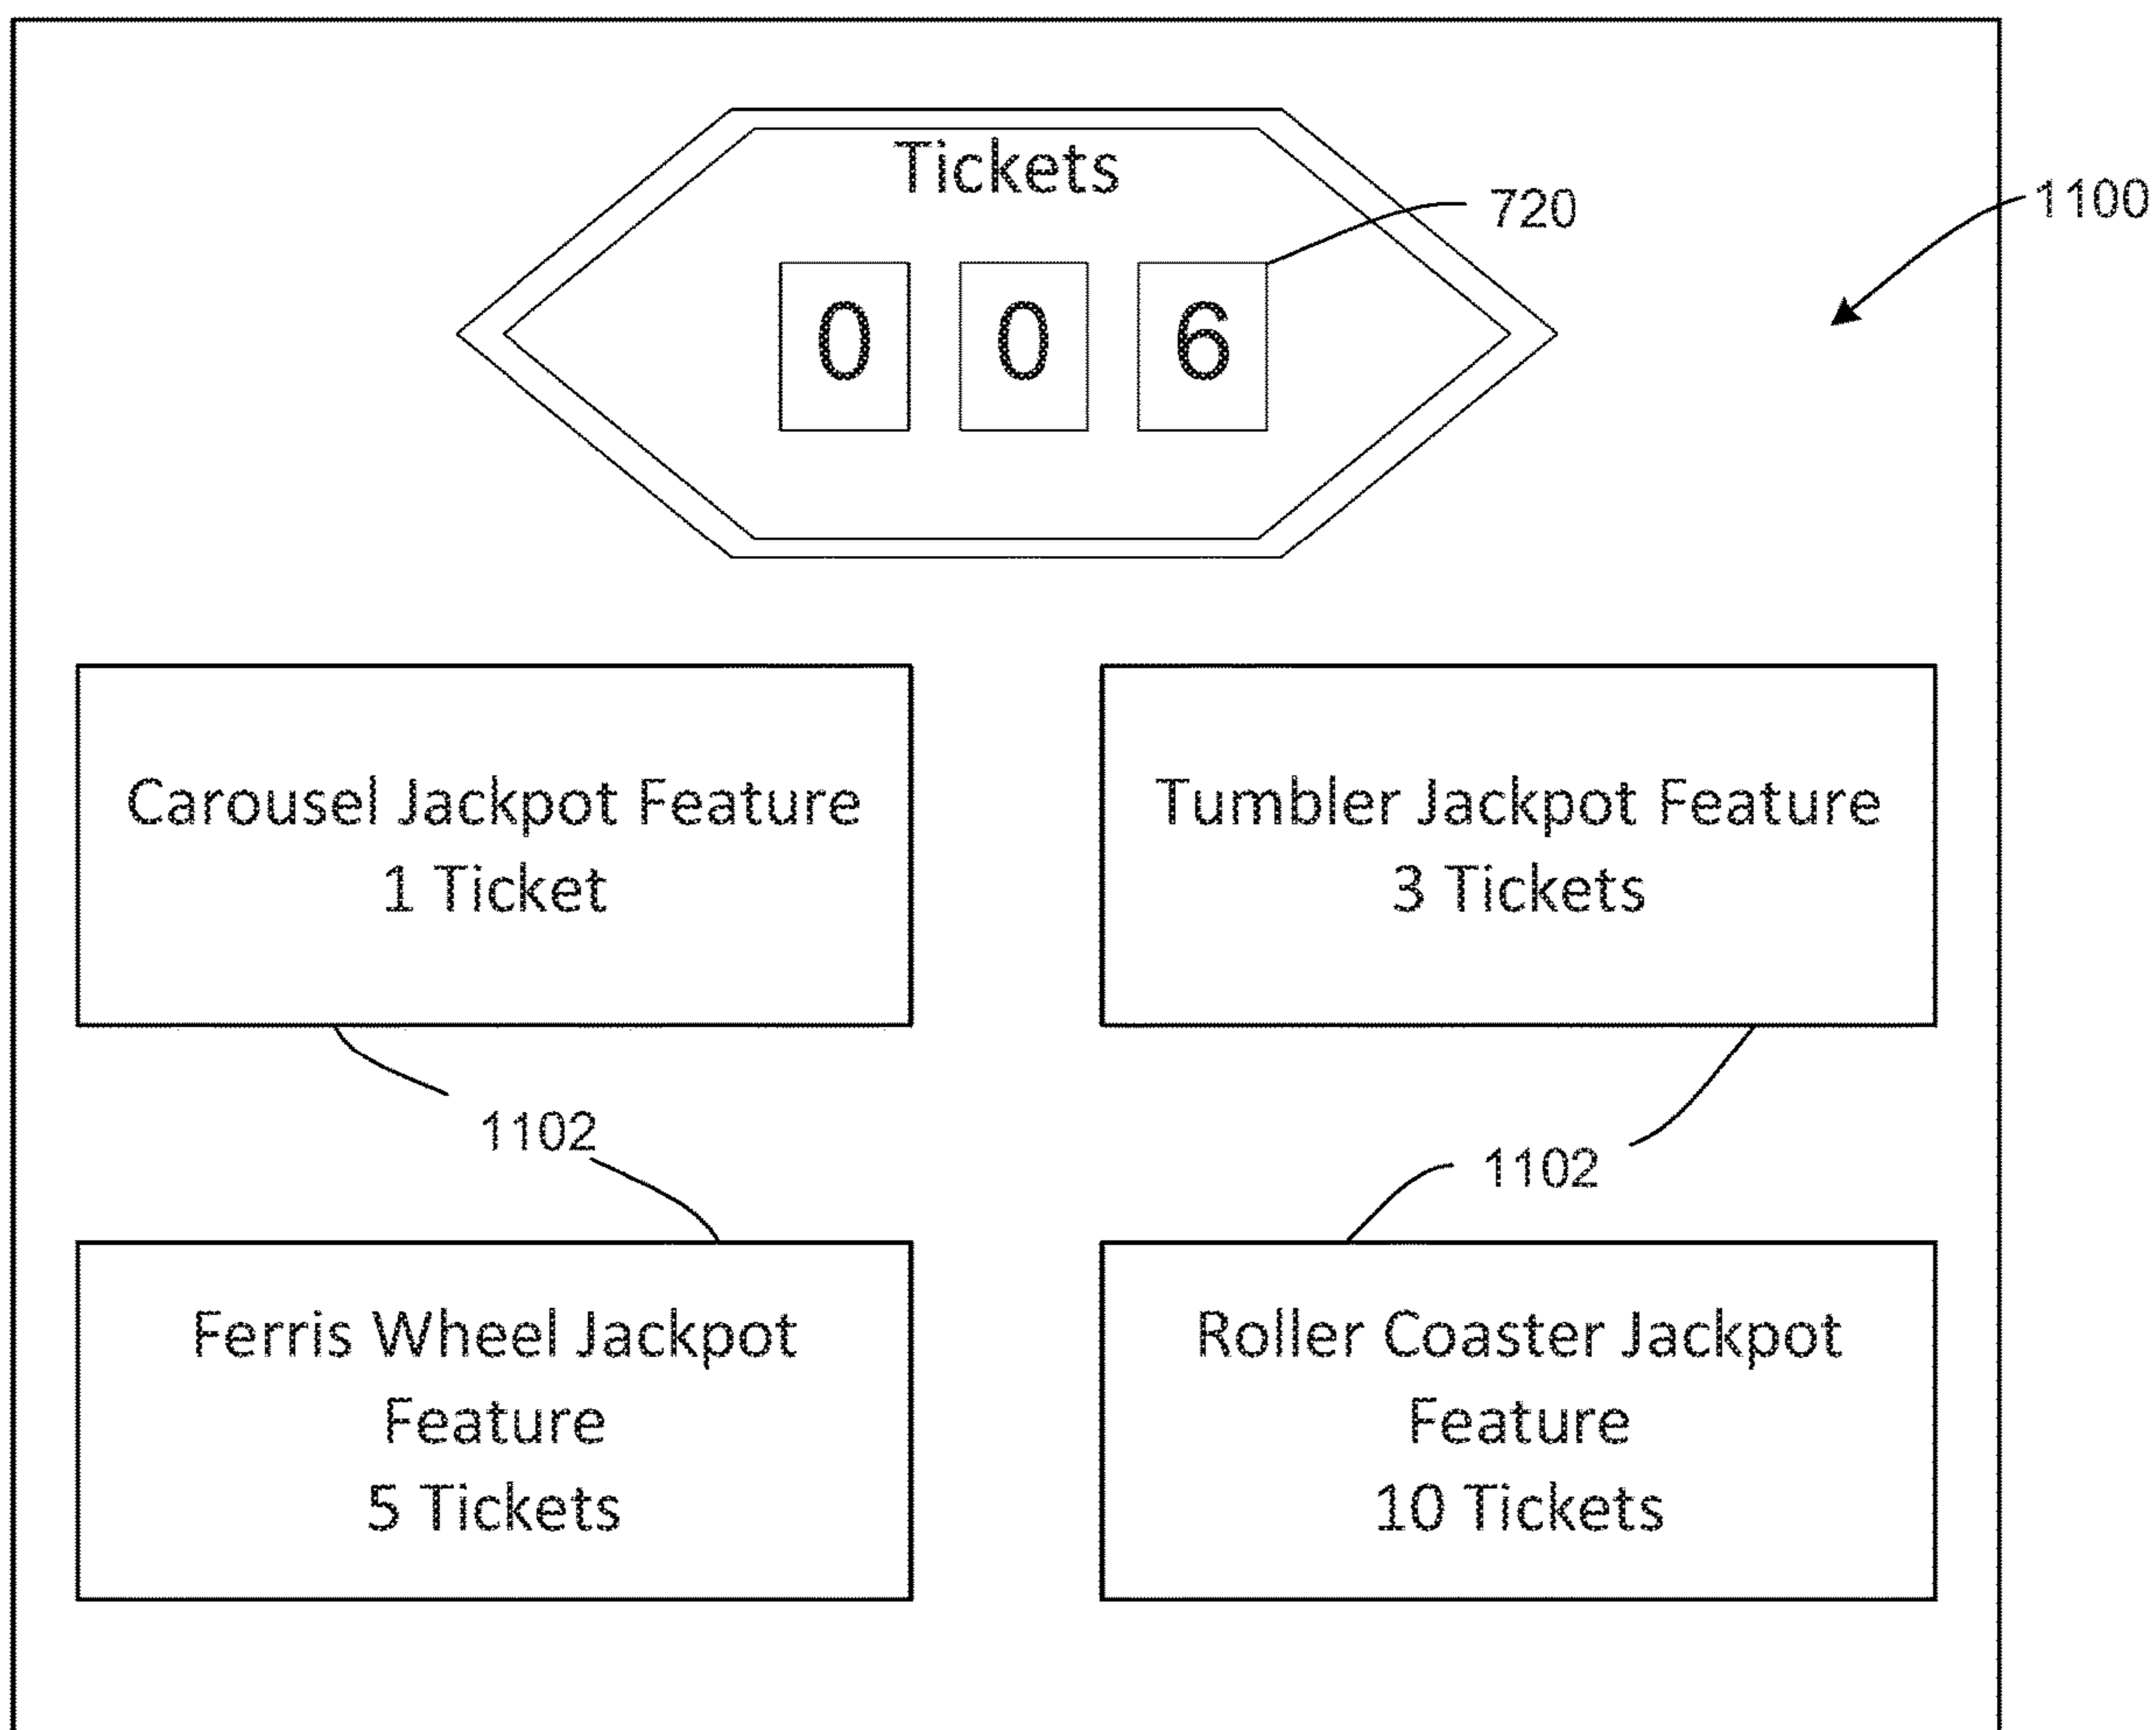 Tickets
720
1100
0 0 6
Carousel Jackpot Feature
1 Ticket
Tumbler Jackpot Feature
3 Tickets
1102
1102
Ferris Wheel Jackpot
Feature
5 Tickets
Roller Coaster Jackpot
Feature
10 Tickets